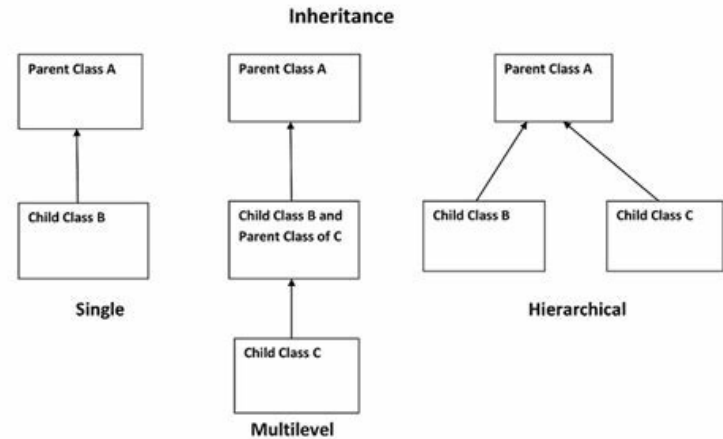 Inheritance
Parent Class A
Child Class B
Single
Parent Class A
Child Class B and
Parent Class of C
Child Class C
Multilevel
Parent Class A
Child Class B
Child Class C
Hierarchical